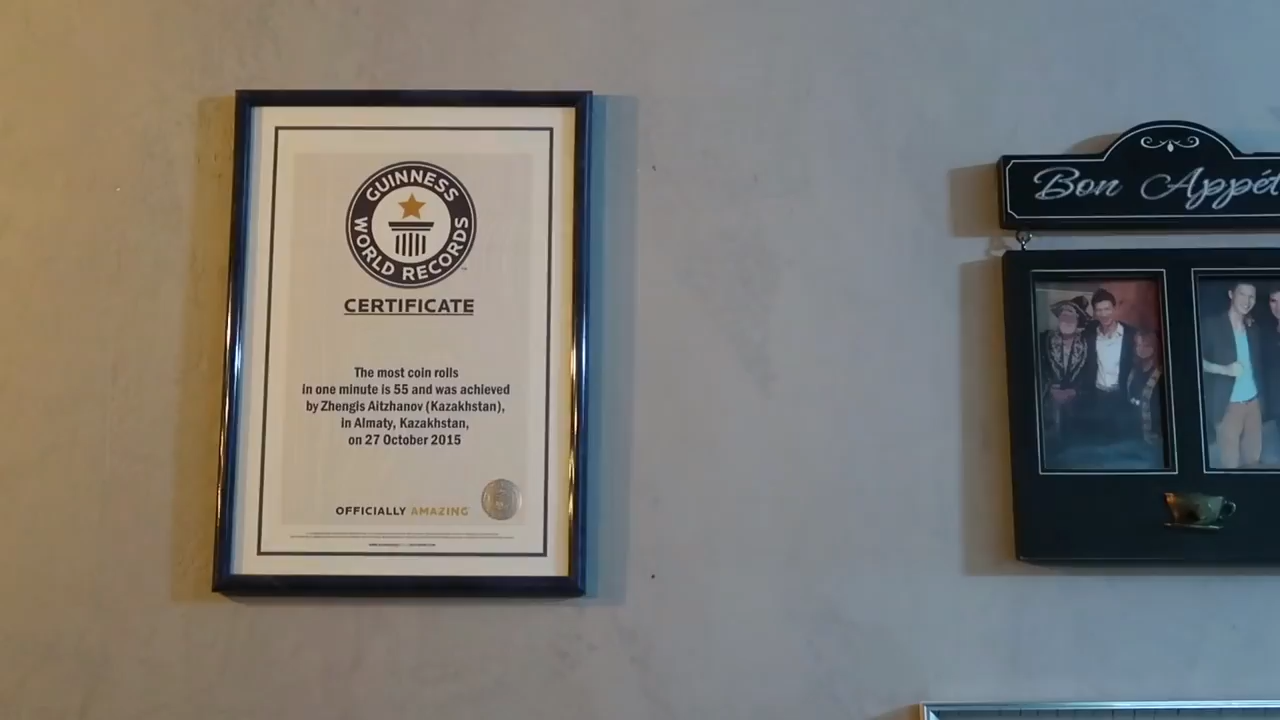 GUINNESS
WORLD RECORDS
CERTIFICATE
The most coin rolls
in one minute is 55 and was achieved
by Zhengis Aitzhanov (Kazakhstan),
in Almaty, Kazakhstan,
on 27 October 2015
OFFICIALLY AMAZING
Bon Appét